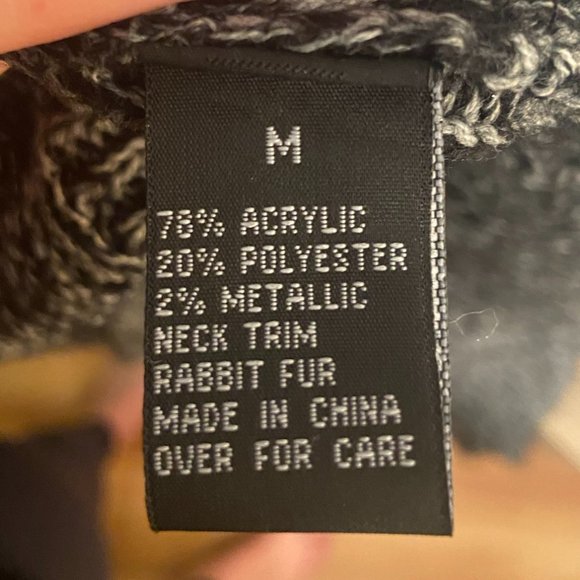 M
78% ACRYLIC
20% POLYESTER
2% METALLIC
NECK TRIM
RABBIT FUR
MADE IN CHINA
OVER FOR CARE